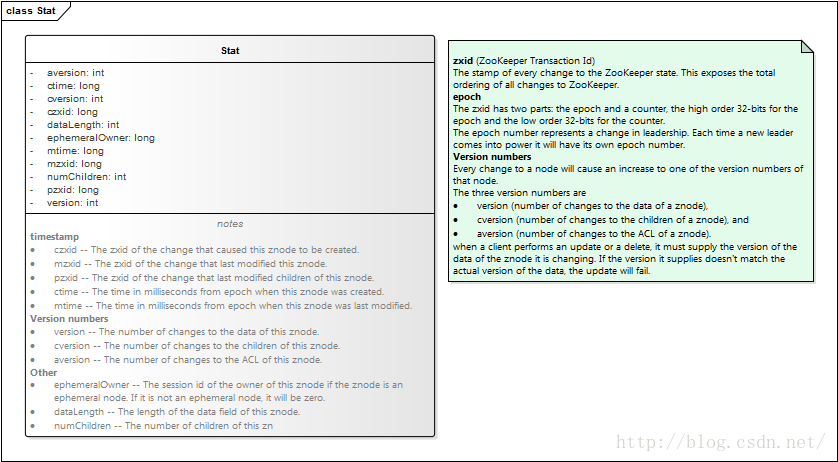 class Stat
Stat
- aversion: int
- ctime: long
- cversion: int
- czxid: long
- dataLength: int
- ephemeralOwner: long
- mtime: long
- mzxid: long
- numChildren: int
- pzxid: long
- version: int
notes
timestamp
• czxid -- The zxid of the change that caused this znode to be created.
• mzxid -- The zxid of the change that last modified this znode.
• pzxid -- The zxid of the change that last modified children of this znode.
• ctime -- The time in milliseconds from epoch when this znode was created.
• mtime -- The time in milliseconds from epoch when this znode was last modified.
Version numbers
• version -- The number of changes to the data of this znode.
• cversion -- The number of changes to the children of this znode.
• aversion -- The number of changes to the ACL of this znode.
Other
• ephemeralOwner -- The session id of the owner of this znode if the znode is an
ephemeral node. If it is not an ephemeral node, it will be zero.
• dataLength -- The length of the data field of this znode.
• numChildren -- The number of children of this zn
zxid (ZooKeeper Transaction Id)
The stamp of every change to the ZooKeeper state. This exposes the total
ordering of all changes to ZooKeeper.
epoch
The zxid has two parts: the epoch and a counter, the high order 32-bits for the
epoch and the low order 32-bits for the counter.
The epoch number represents a change in leadership. Each time a new leader
comes into power it will have its own epoch number.
Version numbers
Every change to a node will cause an increase to one of the version numbers of
that node.
The three version numbers are
• version (number of changes to the data of a znode),
• cversion (number of changes to the children of a znode), and
• aversion (number of changes to the ACL of a znode).
when a client performs an update or a delete, it must supply the version of the
data of the znode it is changing. If the version it supplies doesn't match the
actual version of the data, the update will fail.
http://blog.csdn.net/